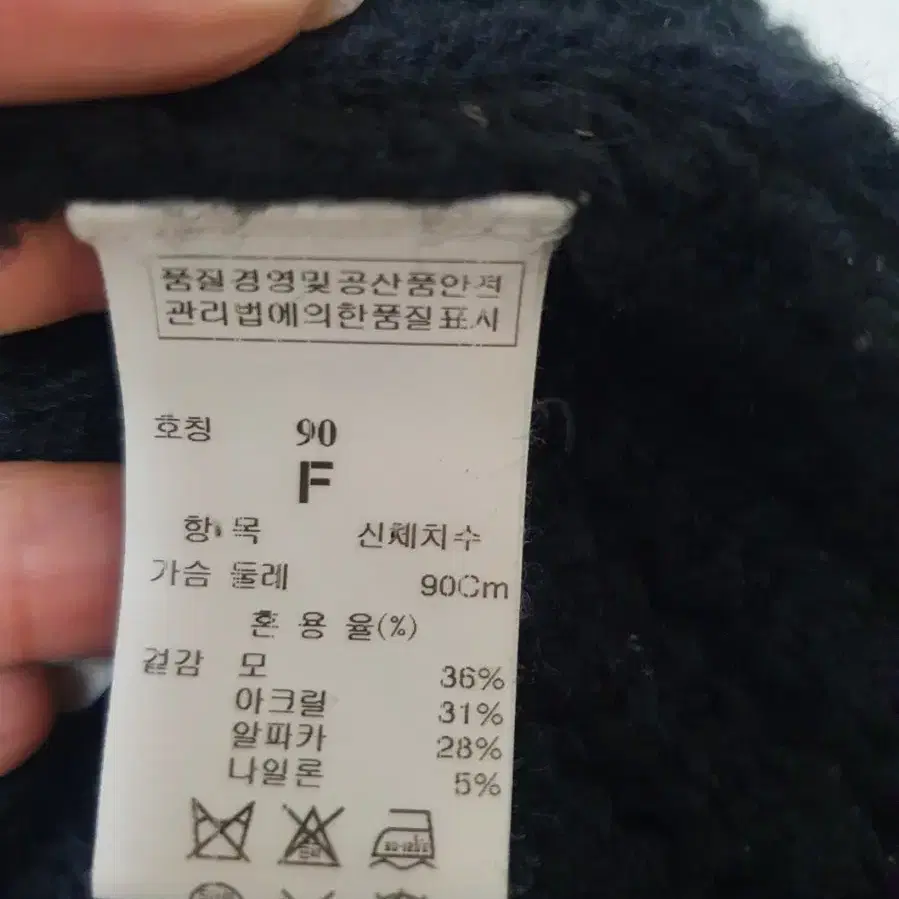 품질경영및공산품안전
관리법에의한품질표시
호칭 90
F
항 목 신체치수
가슴 둘레 90Cm
혼 용 율(%)
겉감 모 36%
아크릴 31%
알파카 28%
나일론 5%